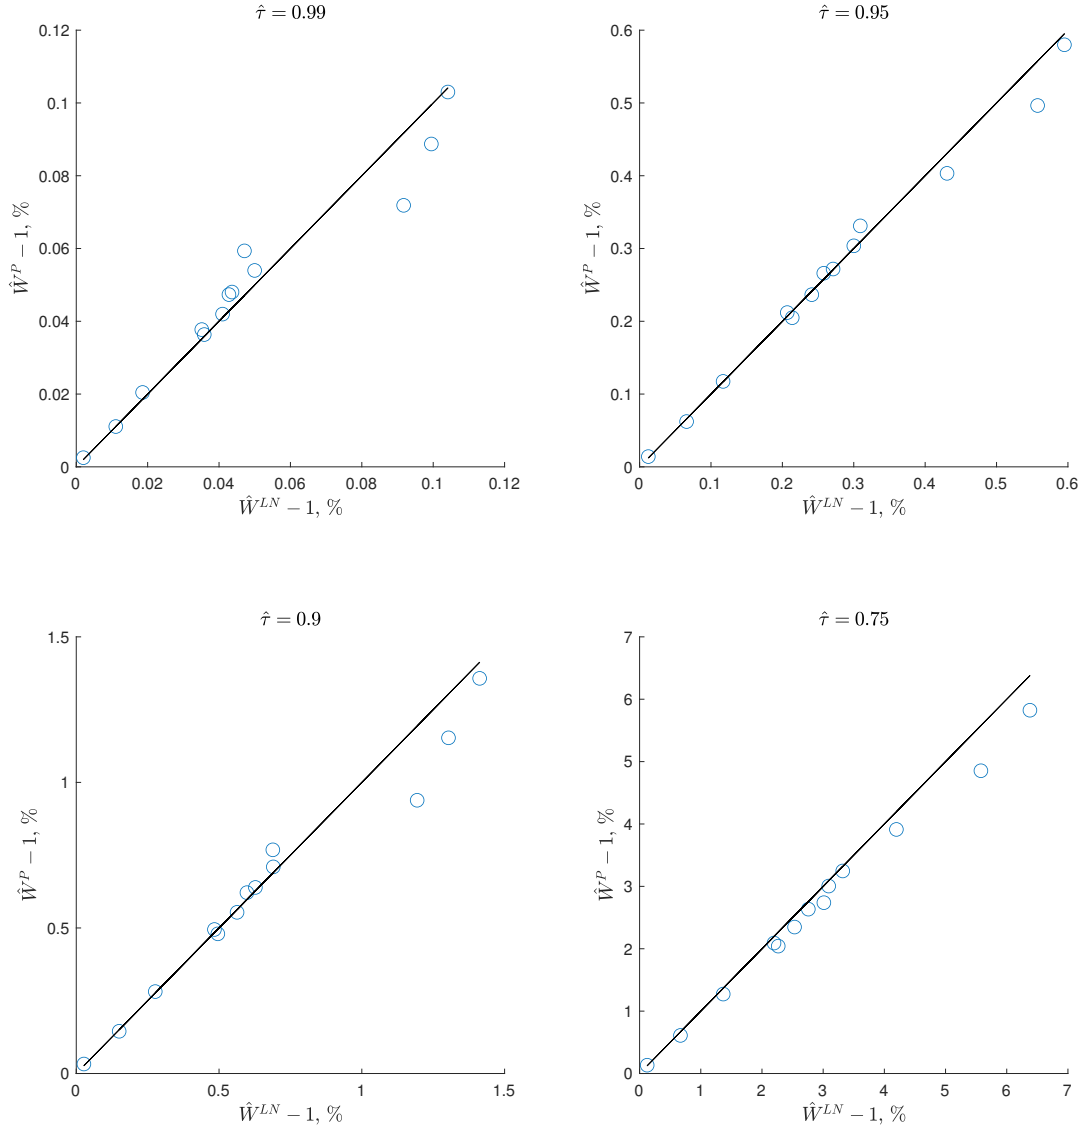 τ̂ = 0.99
0.12
0.1
0.08
0.06
0.04
0.02
0
Ŵ^P − 1, %
0 0.02 0.04 0.06 0.08 0.1 0.12
Ŵ^{LN} − 1, %
τ̂ = 0.95
0.6
0.5
0.4
0.3
0.2
0.1
0
Ŵ^P − 1, %
0 0.1 0.2 0.3 0.4 0.5 0.6
Ŵ^{LN} − 1, %
τ̂ = 0.9
1.5
1
0.5
0
Ŵ^P − 1, %
0 0.5 1 1.5
Ŵ^{LN} − 1, %
τ̂ = 0.75
7
6
5
4
3
2
1
0
Ŵ^P − 1, %
0 1 2 3 4 5 6 7
Ŵ^{LN} − 1, %